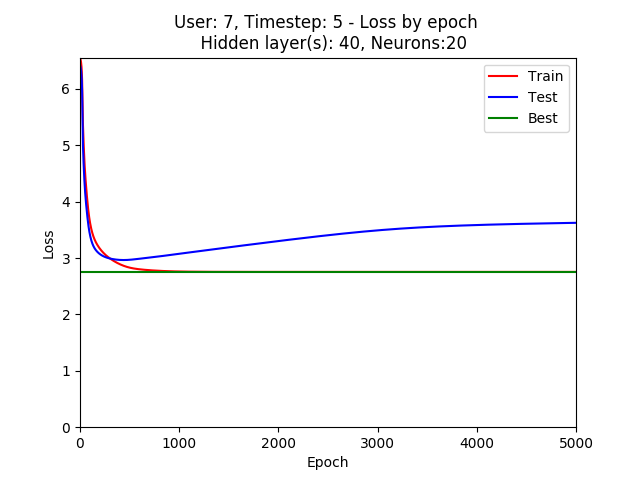 User: 7, Timestep: 5 - Loss by epoch
Hidden layer(s): 40, Neurons:20
Train
Test
Best
Loss
6
5
4
3
2
1
0
0 1000 2000 3000 4000 5000
Epoch